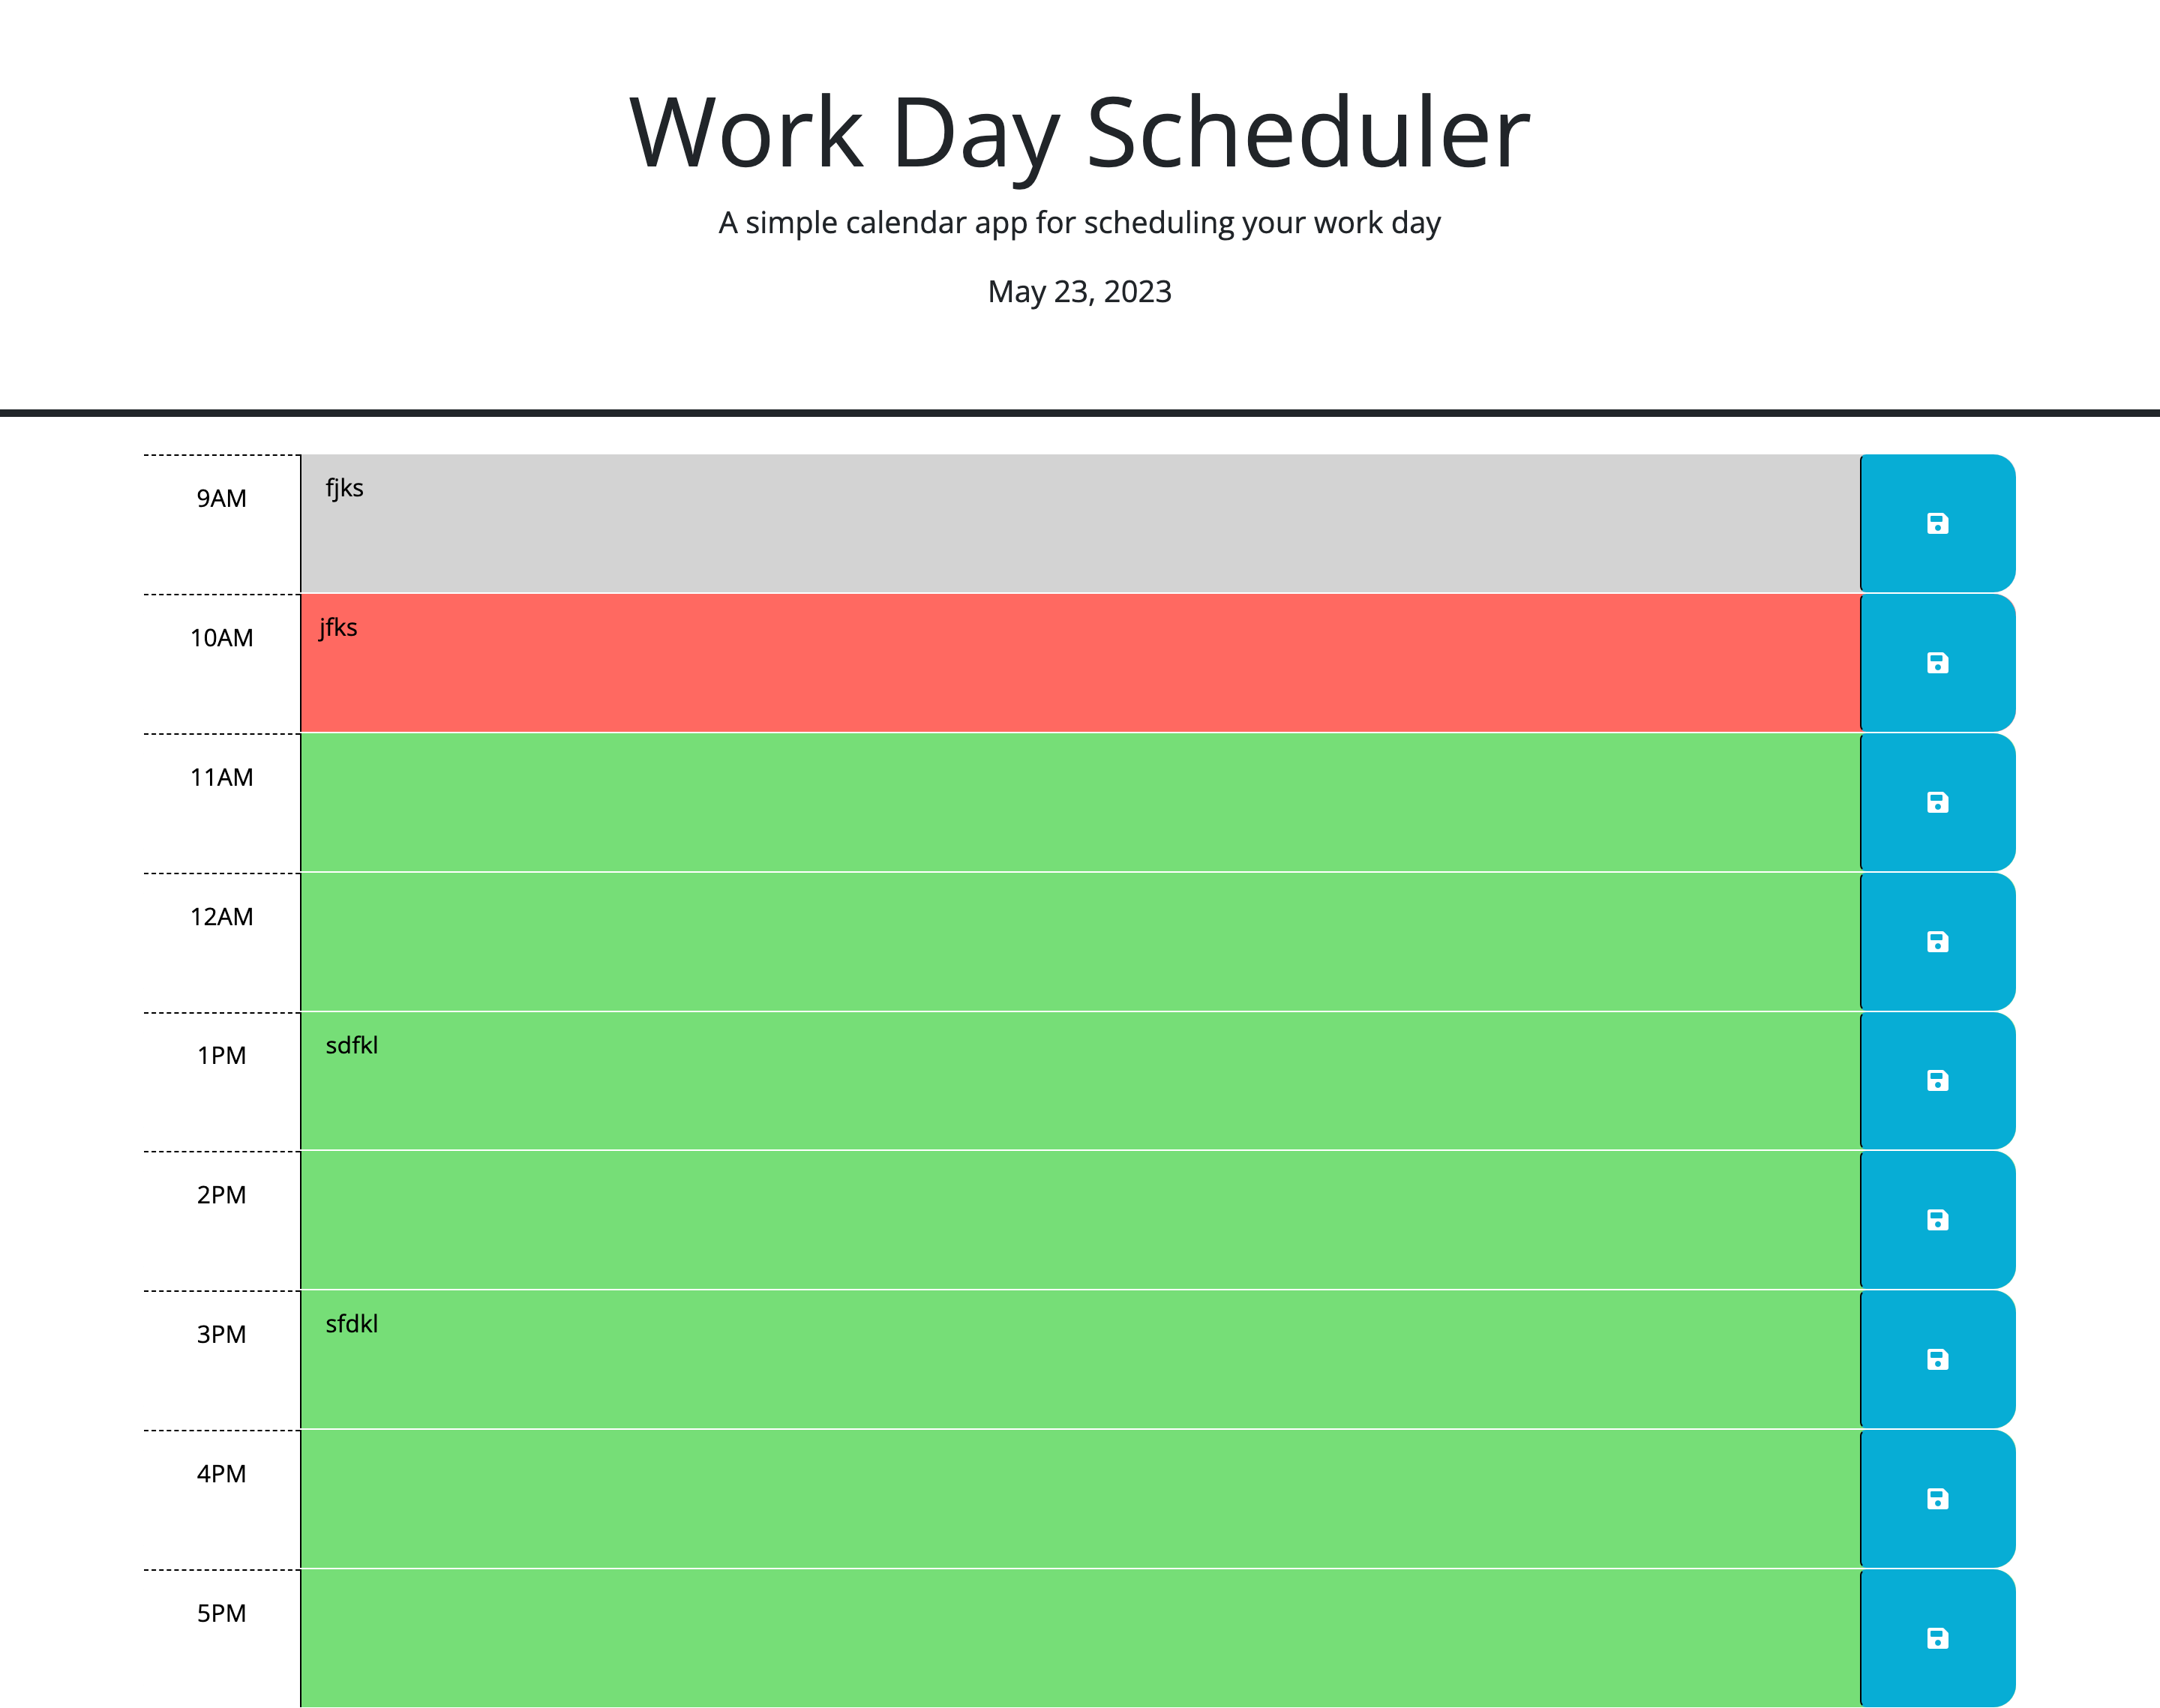 Work Day Scheduler
A simple calendar app for scheduling your work day
May 23, 2023
9AM fjks
10AM jfks
11AM
12AM
1PM sdfkl
2PM
3PM sfdkl
4PM
5PM